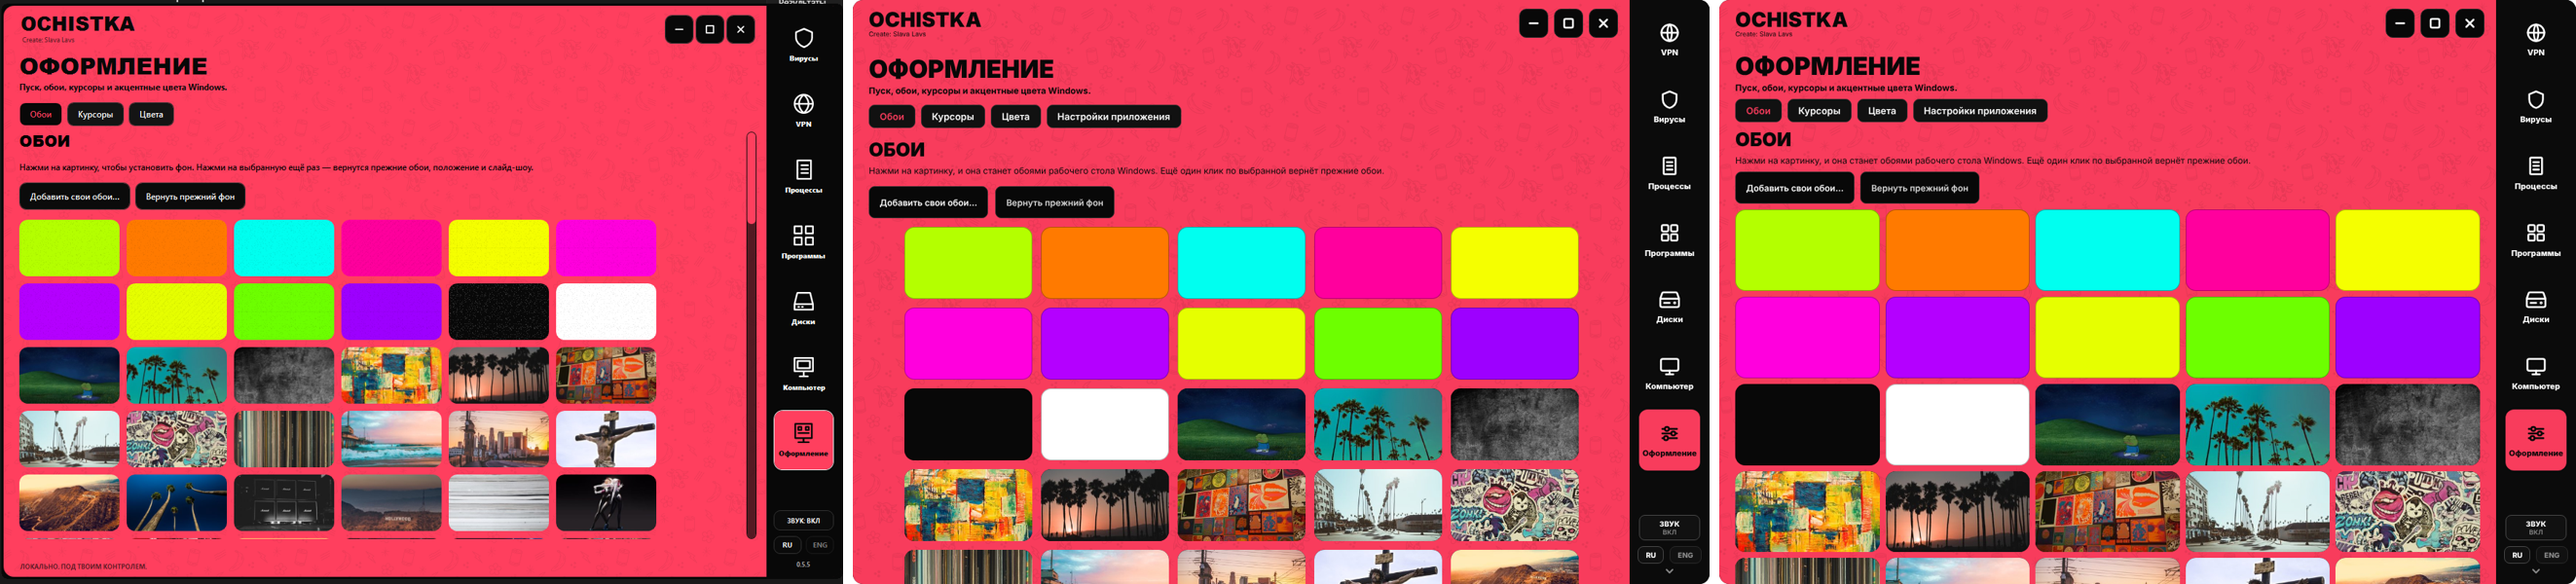 OCHISTKA
Create: Slava Lavs
ОФОРМЛЕНИЕ
Пуск, обои, курсоры и акцентные цвета Windows.
Обои
Курсоры
Цвета
ОБОИ
Нажми на картинку, чтобы установить фон. Нажми на выбранную ещё раз — вернутся прежние обои, положение и слайд-шоу.
Добавить свои обои...
Вернуть прежний фон
ЛОКАЛЬНО. ПОД ТВОИМ КОНТРОЛЕМ.
Результаты
Вирусы
VPN
Процессы
Программы
Диски
Компьютер
Оформление
ЗВУК: ВКЛ
RU
ENG
0.5.5
OCHISTKA
Create: Slava Lava
ОФОРМЛЕНИЕ
Пуск, обои, курсоры и акцентные цвета Windows.
Обои
Курсоры
Цвета
Настройки приложения
ОБОИ
Нажми на картинку, и она станет обоями рабочего стола Windows. Ещё один клик по выбранной вернёт прежние обои.
Добавить свои обои...
Вернуть прежний фон
VPN
Вирусы
Процессы
Программы
Диски
Компьютер
Оформление
ЗВУК
ВКЛ
RU
ENG
OCHISTKA
Create: Slava Lava
ОФОРМЛЕНИЕ
Пуск, обои, курсоры и акцентные цвета Windows.
Обои
Курсоры
Цвета
Настройки приложения
ОБОИ
Нажми на картинку, и она станет обоями рабочего стола Windows. Ещё один клик по выбранной вернёт прежние обои.
Добавить свои обои...
Вернуть прежний фон
VPN
Вирусы
Процессы
Программы
Диски
Компьютер
Оформление
ЗВУК
ВКЛ
RU
ENG